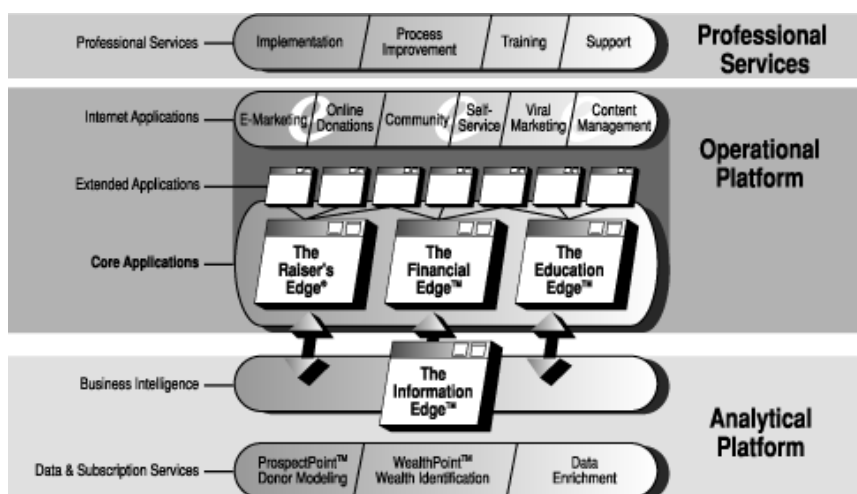 Professional Services
Implementation
Process
Improvement
Training
Support
Professional
Services
Internet Applications
E-Marketing
Online
Donations
Community
Self-
Service
Viral
Marketing
Content
Management
Operational
Platform
Extended Applications
Core Applications
The
Raiser's
Edge®
The
Financial
Edge™
The
Education
Edge™
Business Intelligence
The
Information
Edge™
Analytical
Platform
Data & Subscription Services
ProspectPoint™
Donor Modeling
WealthPoint™
Wealth Identification
Data
Enrichment